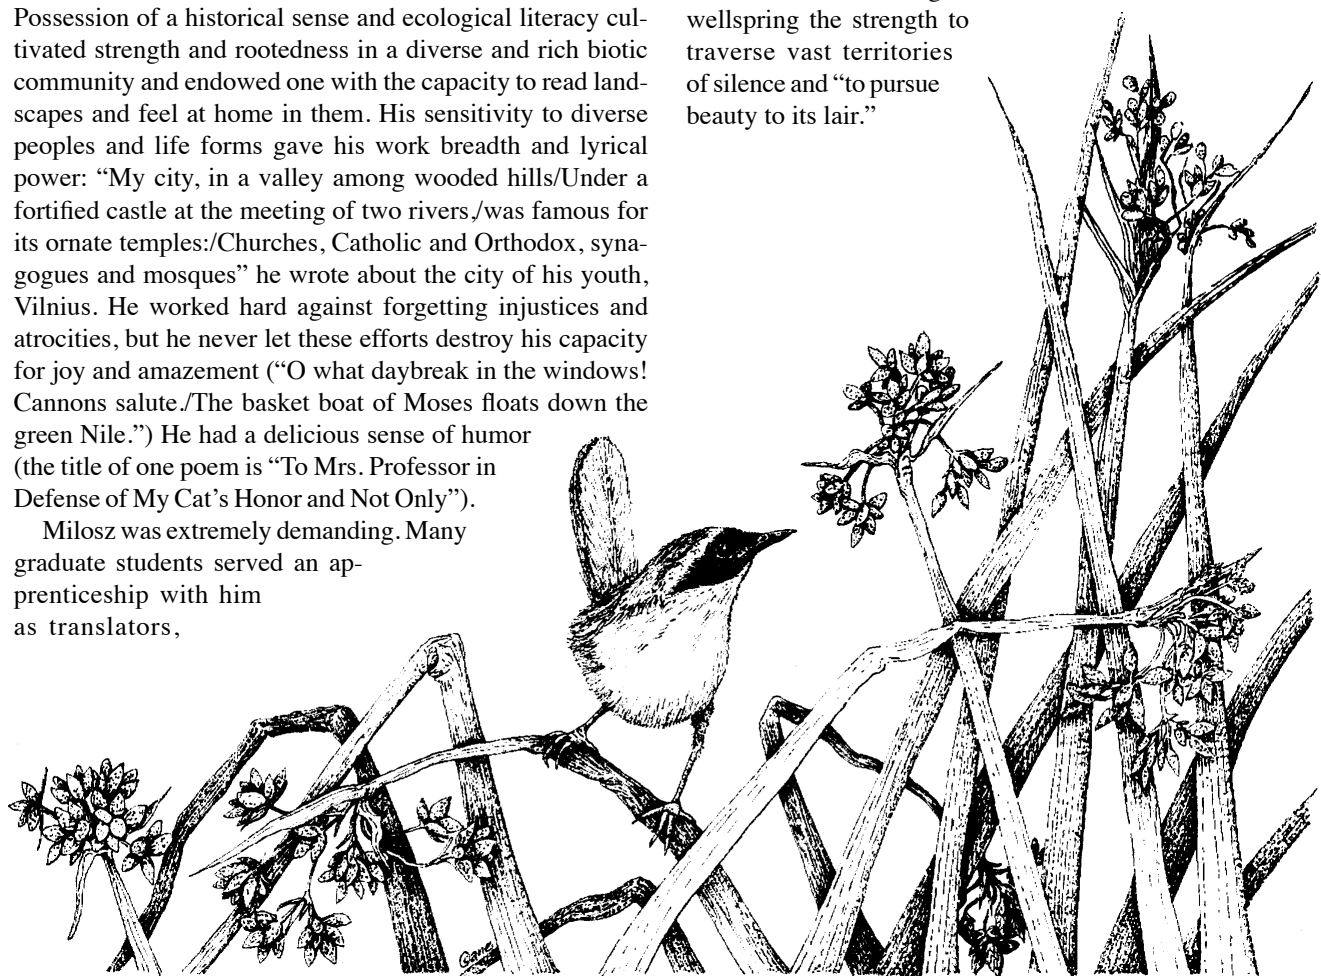 Possession of a historical sense and ecological literacy cul-
tivated strength and rootedness in a diverse and rich biotic
community and endowed one with the capacity to read land-
scapes and feel at home in them. His sensitivity to diverse
peoples and life forms gave his work breadth and lyrical
power: “My city, in a valley among wooded hills/Under a
fortified castle at the meeting of two rivers,/was famous for
its ornate temples:/Churches, Catholic and Orthodox, syna-
gogues and mosques” he wrote about the city of his youth,
Vilnius. He worked hard against forgetting injustices and
atrocities, but he never let these efforts destroy his capacity
for joy and amazement (“O what daybreak in the windows!
Cannons salute./The basket boat of Moses floats down the
green Nile.”) He had a delicious sense of humor
(the title of one poem is “To Mrs. Professor in
Defense of My Cat’s Honor and Not Only”).
Milosz was extremely demanding. Many
graduate students served an ap-
prenticeship with him
as translators,
wellspring the strength to
traverse vast territories
of silence and “to pursue
beauty to its lair.”